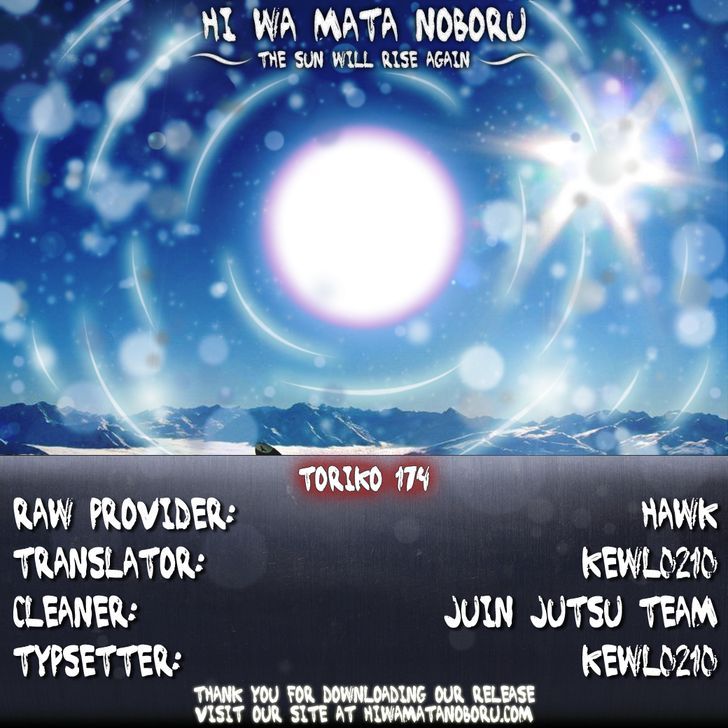 HI WA MATA NOBORU
THE SUN WILL RISE AGAIN
TORIKO 174
RAW PROVIDER: HAWK
TRANSLATOR: KEWL0210
CLEANER: JUIN JUTSU TEAM
TYPSETTER: KEWL0210
THANK YOU FOR DOWNLOADING OUR RELEASE
VISIT OUR SITE AT HIWAMATANOBORU.COM